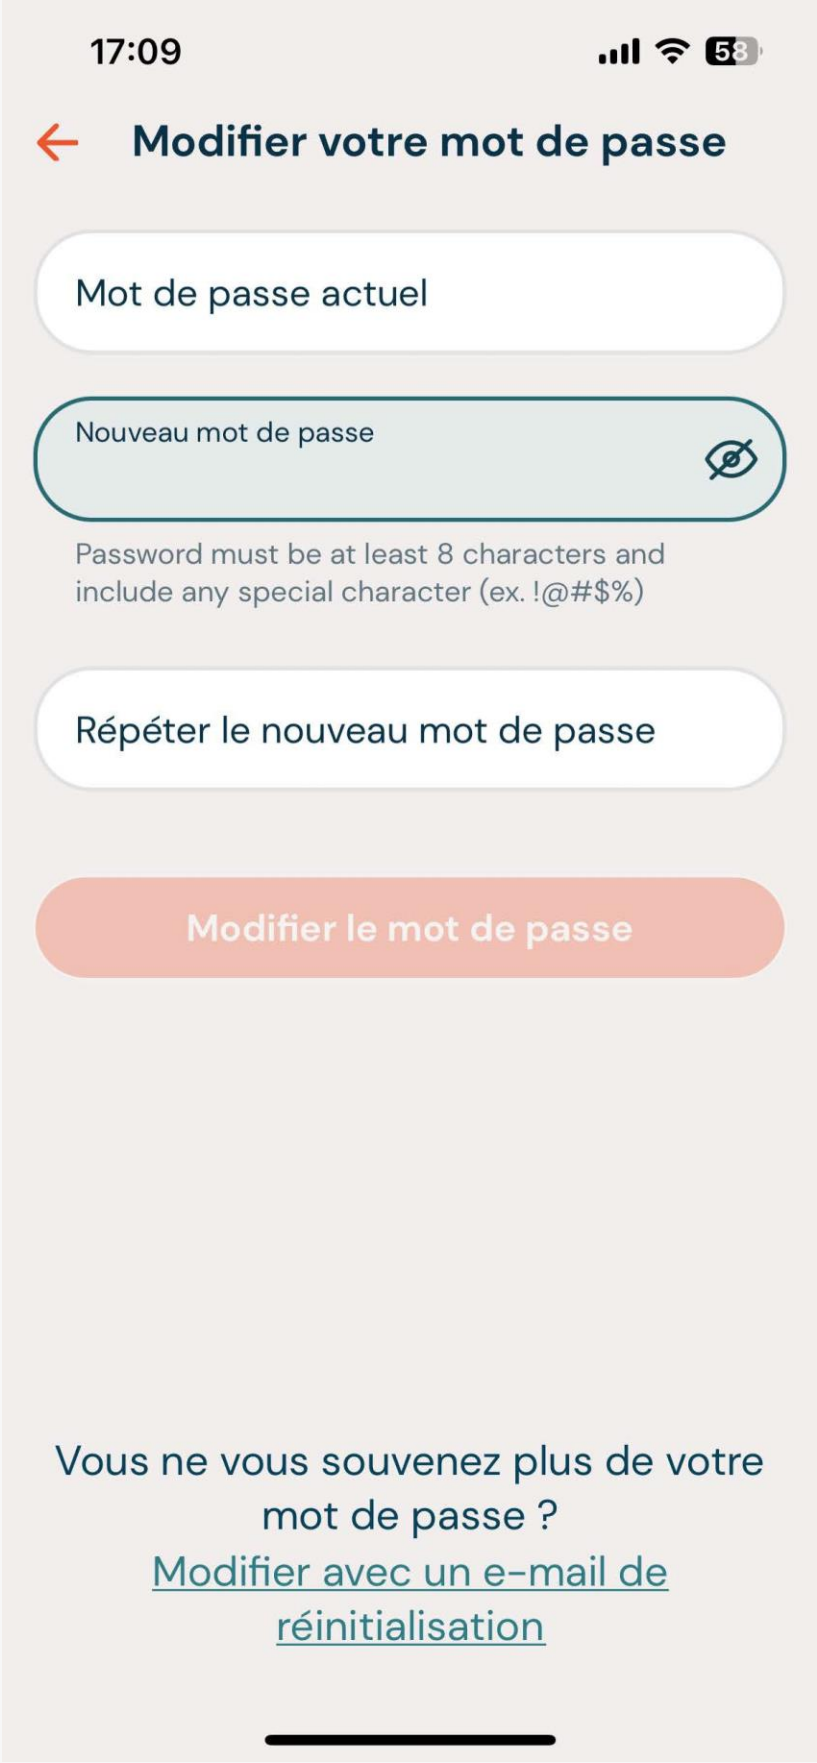 17:09
58
Modifier votre mot de passe
Mot de passe actuel
Nouveau mot de passe
Password must be at least 8 characters and
include any special character (ex. !@#$%)
Répéter le nouveau mot de passe
Modifier le mot de passe
Vous ne vous souvenez plus de votre
mot de passe ?
Modifier avec un e-mail de
réinitialisation